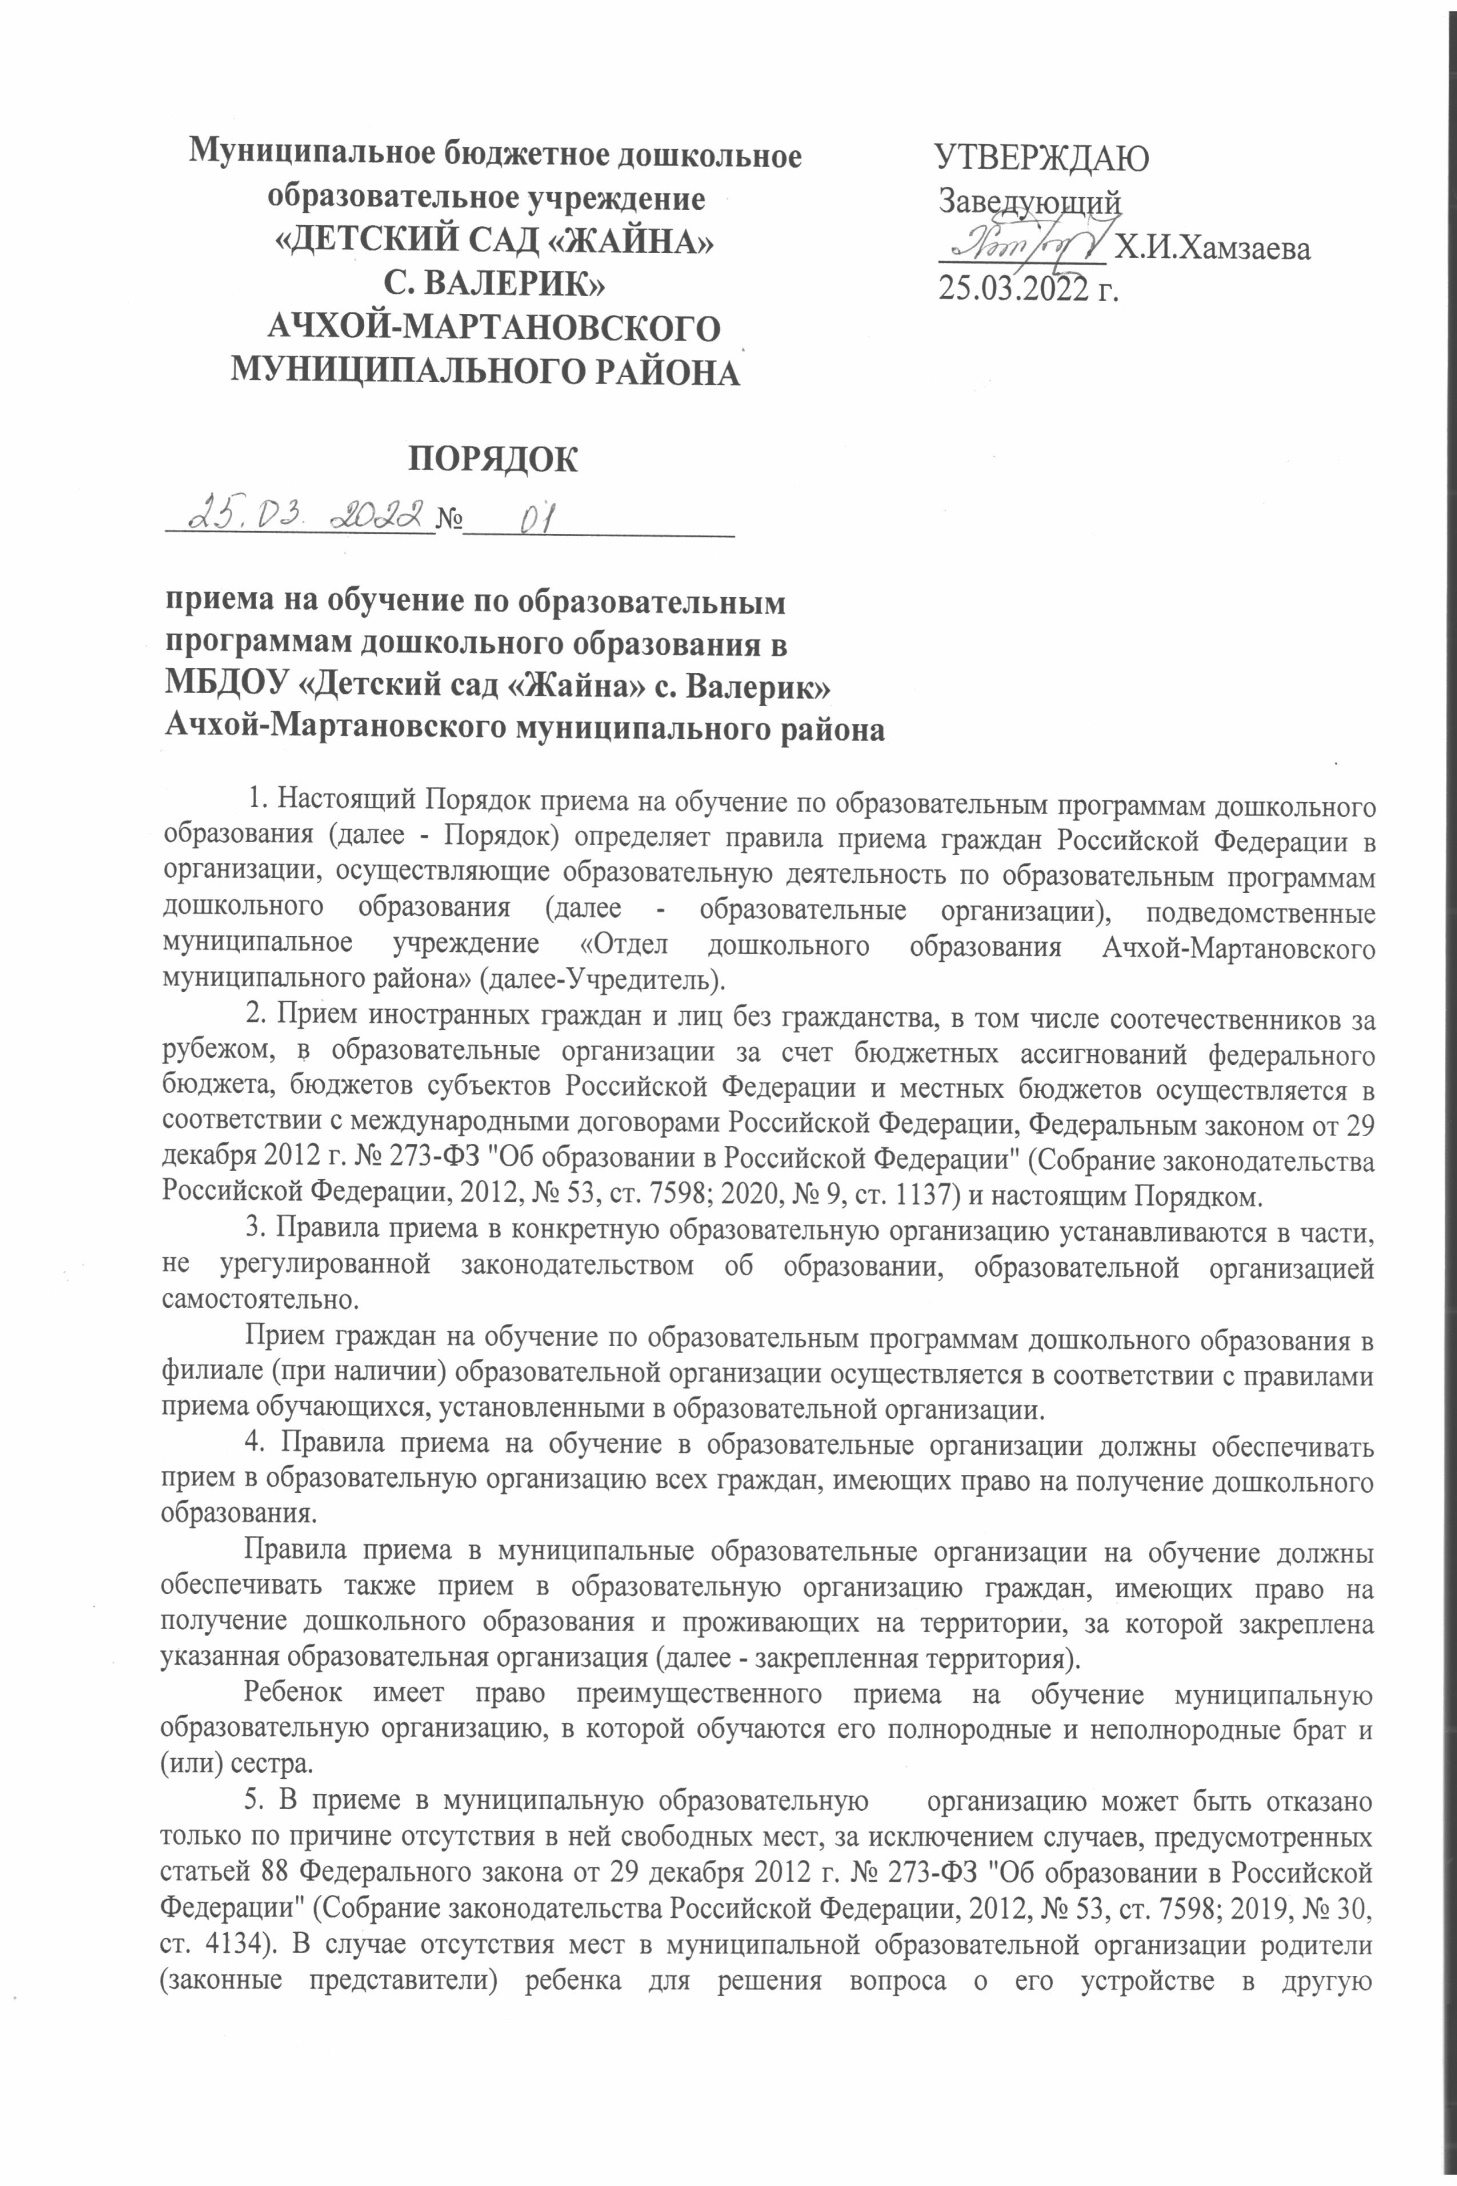 Муниципальное бюджетное дошкольное
образовательное учреждение
«ДЕТСКИЙ САД «ЖАЙНА»
С. ВАЛЕРИК»
АЧХОЙ-МАРТАНОВСКОГО
МУНИЦИПАЛЬНОГО РАЙОНА
УТВЕРЖДАЮ
Заведующий
Х.И.Хамзаева
25.03.2022 г.
ПОРЯДОК
25.03. 2022 № 01
приема на обучение по образовательным
программам дошкольного образования в
МБДОУ «Детский сад «Жайна» с. Валерик»
Ачхой-Мартановского муниципального района
1. Настоящий Порядок приема на обучение по образовательным программам дошкольного
образования (далее - Порядок) определяет правила приема граждан Российской Федерации в
организации, осуществляющие образовательную деятельность по образовательным программам
дошкольного образования (далее - образовательные организации), подведомственные
муниципальное учреждение «Отдел дошкольного образования Ачхой-Мартановского
муниципального района» (далее-Учредитель).
2. Прием иностранных граждан и лиц без гражданства, в том числе соотечественников за
рубежом, в образовательные организации за счет бюджетных ассигнований федерального
бюджета, бюджетов субъектов Российской Федерации и местных бюджетов осуществляется в
соответствии с международными договорами Российской Федерации, Федеральным законом от 29
декабря 2012 г. № 273-ФЗ "Об образовании в Российской Федерации" (Собрание законодательства
Российской Федерации, 2012, № 53, ст. 7598; 2020, № 9, ст. 1137) и настоящим Порядком.
3. Правила приема в конкретную образовательную организацию устанавливаются в части,
не урегулированной законодательством об образовании, образовательной организацией
самостоятельно.
Прием граждан на обучение по образовательным программам дошкольного образования в
филиале (при наличии) образовательной организации осуществляется в соответствии с правилами
приема обучающихся, установленными в образовательной организации.
4. Правила приема на обучение в образовательные организации должны обеспечивать
прием в образовательную организацию всех граждан, имеющих право на получение дошкольного
образования.
Правила приема в муниципальные образовательные организации на обучение должны
обеспечивать также прием в образовательную организацию граждан, имеющих право на
получение дошкольного образования и проживающих на территории, за которой закреплена
указанная образовательная организация (далее - закрепленная территория).
Ребенок имеет право преимущественного приема на обучение муниципальную
образовательную организацию, в которой обучаются его полнородные и неполнородные брат и
(или) сестра.
5. В приеме в муниципальную образовательную организацию может быть отказано
только по причине отсутствия в ней свободных мест, за исключением случаев, предусмотренных
статьей 88 Федерального закона от 29 декабря 2012 г. № 273-ФЗ "Об образовании в Российской
Федерации" (Собрание законодательства Российской Федерации, 2012, № 53, ст. 7598; 2019, № 30,
ст. 4134). В случае отсутствия мест в муниципальной образовательной организации родители
(законные представители) ребенка для решения вопроса о его устройстве в другую